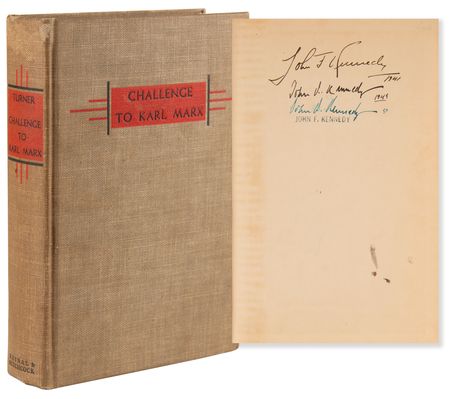 TURNER
CHALLENGE
TO
KARL MARX
REYNAL &
HITCHCOCK
CHALLENGE
TO KARL MARX
John F Kennedy
1941
John F. Kennedy
1945
John F. Kennedy
JOHN F. KENNEDY